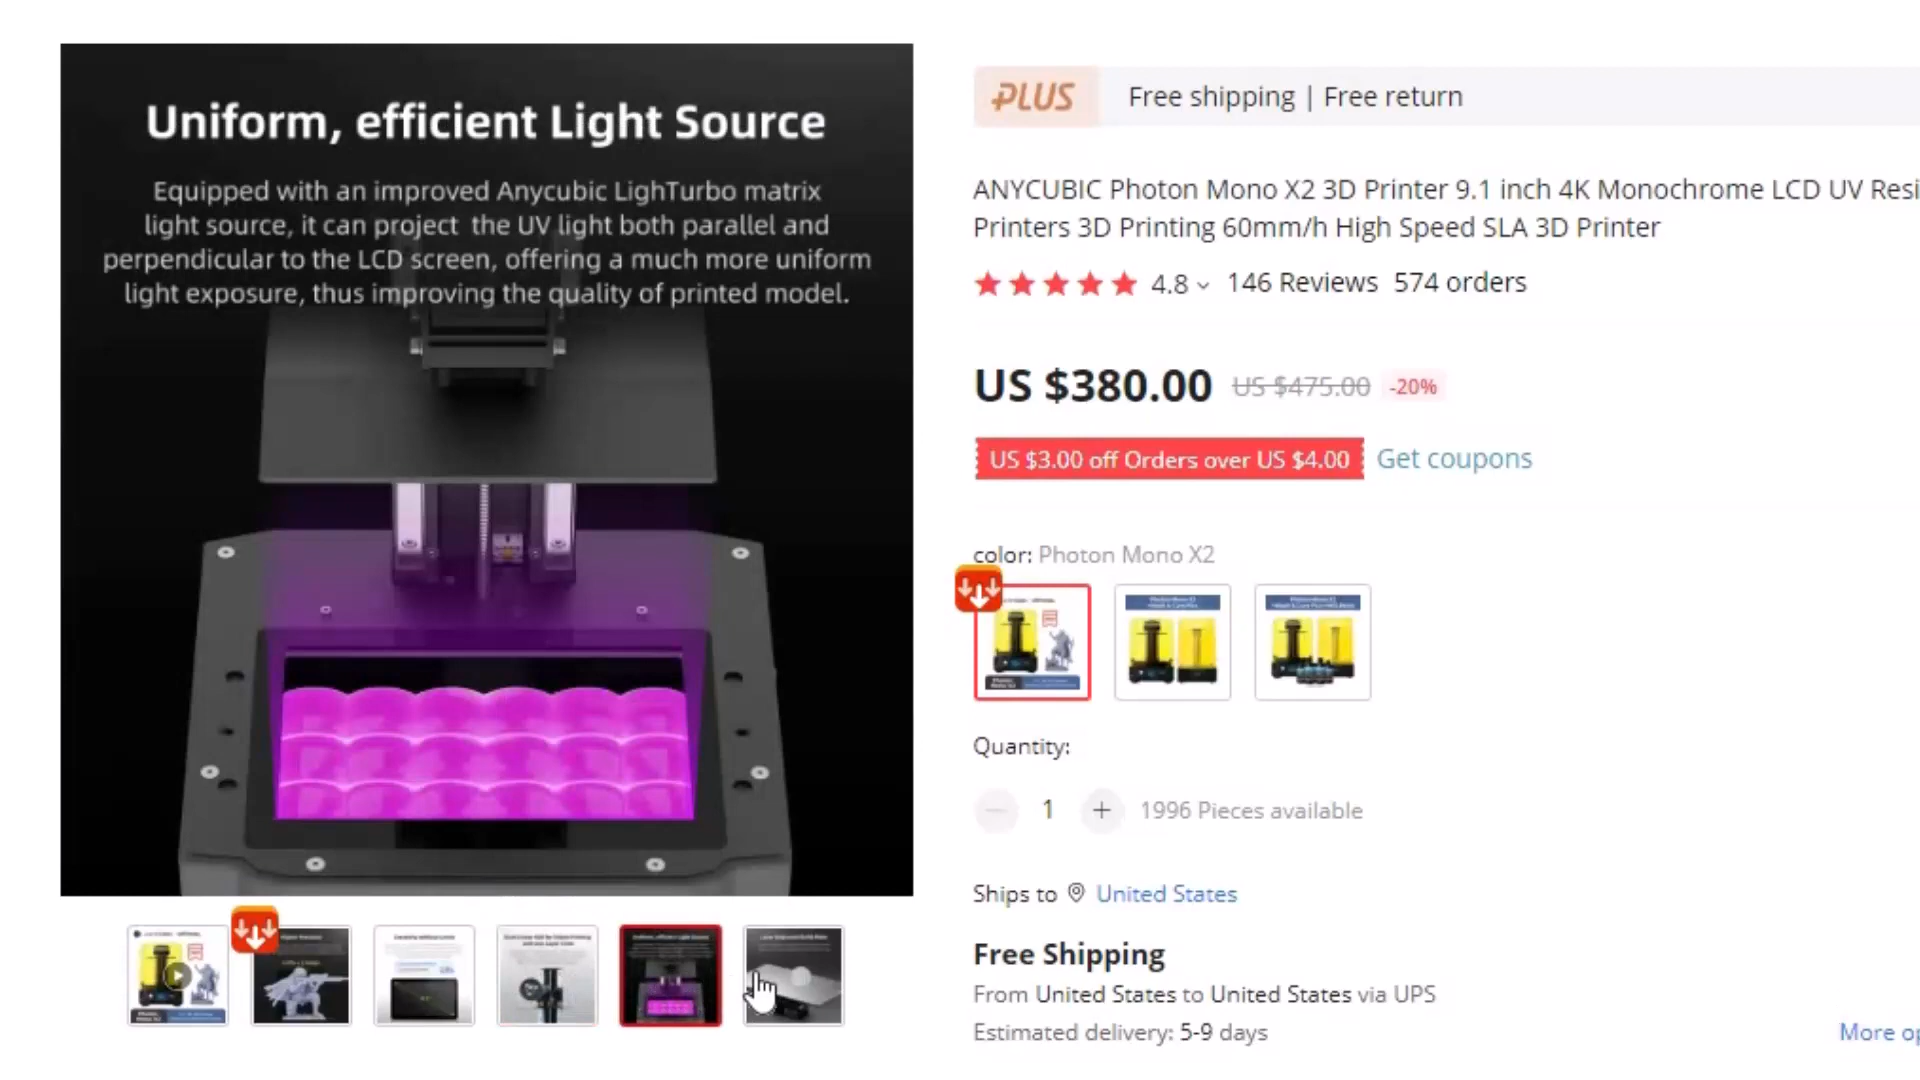 Uniform, efficient Light Source
Equipped with an improved Anycubic LighTurbo matrix
light source, it can project the UV light both parallel and
perpendicular to the LCD screen, offering a much more uniform
light exposure, thus improving the quality of printed model.
PLUS Free shipping | Free return
ANYCUBIC Photon Mono X2 3D Printer 9.1 inch 4K Monochrome LCD UV Resi
Printers 3D Printing 60mm/h High Speed SLA 3D Printer
4.8 146 Reviews 574 orders
US $380.00 US $475.00 -20%
US $3.00 off Orders over US $4.00 Get coupons
color: Photon Mono X2
Quantity:
1 + 1996 Pieces available
Ships to United States
Free Shipping
From United States to United States via UPS
Estimated delivery: 5-9 days
More op